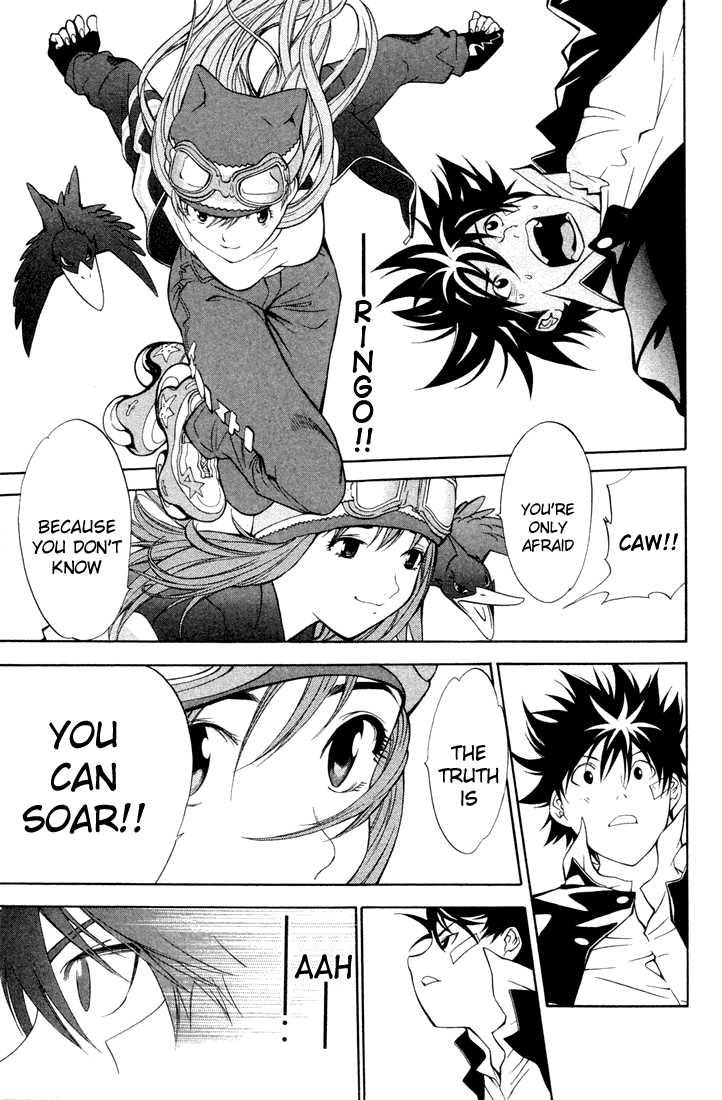 RINGO!!
CAW!!
YOU'RE
ONLY
AFRAID
BECAUSE
YOU DON'T
KNOW
THE
TRUTH
IS
YOU
CAN
SOAR!!
AAH